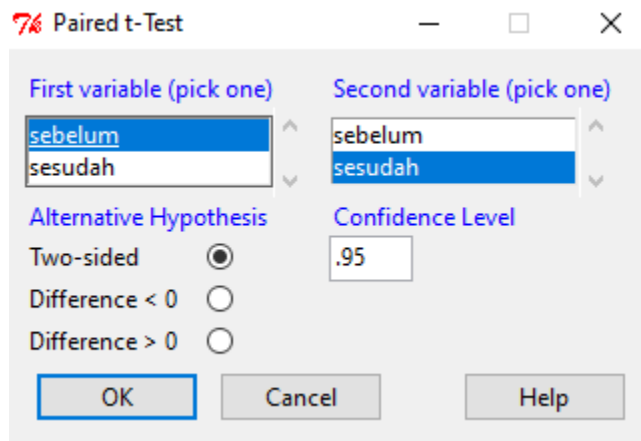 Paired t-Test
First variable (pick one) Second variable (pick one)
sebelum sebelum
sesudah sesudah
Alternative Hypothesis Confidence Level
Two-sided .95
Difference < 0
Difference > 0
OK Cancel Help